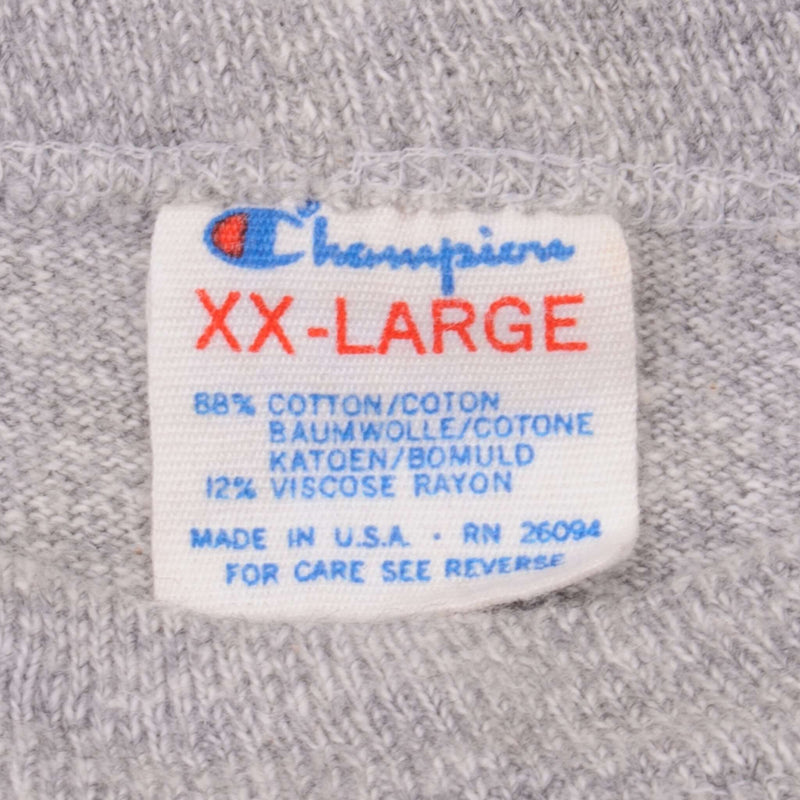 Champion
XX-LARGE
88% COTTON/COTON
BAUMWOLLE/COTONE
KATOEN/BOMULD
12% VISCOSE RAYON
MADE IN U.S.A. · RN 26094
FOR CARE SEE REVERSE